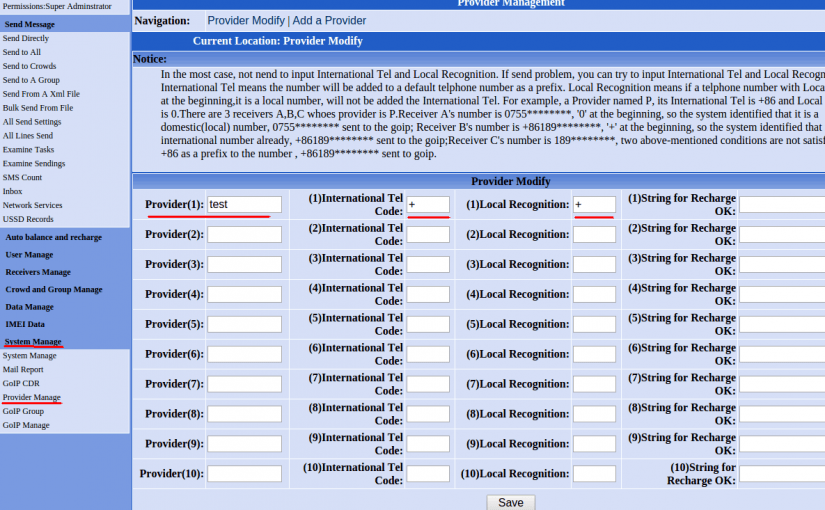 Permissions:Super Adminstrator
Send Message
Send Directly
Send to All
Send to Crowds
Send to A Group
Send From A Xml File
Bulk Send From File
All Send Settings
All Lines Send
Examine Tasks
Examine Sendings
SMS Count
Inbox
Network Services
USSD Records
Auto balance and recharge
User Manage
Receivers Manage
Crowd and Group Manage
Data Manage
IMEI Data
System Manage
System Manage
Mail Report
GoIP CDR
Provider Manage
GoIP Group
GoIP Manage
Provider Management
Navigation: Provider Modify | Add a Provider
Current Location: Provider Modify
Notice:
In the most case, not nend to input International Tel and Local Recognition. If send problem, you can try to input International Tel and Local Recogn
International Tel means the number will be added to a default telphone number as a prefix. Local Recognition means if a telphone number with Loca
at the beginning,it is a local number, will not be added the International Tel. For example, a Provider named P, its International Tel is +86 and Local
is 0.There are 3 receivers A,B,C whoes provider is P.Receiver A's number is 0755********, '0' at the beginning, so the system identified that it is a
domestic(local) number, 0755******** sent to the goip; Receiver B's number is +86189********, '+' at the beginning, so the system identified that
international number already, +86189******** sent to the goip;Receiver C's number is 189********, two above-mentioned conditions are not satisf
+86 as a prefix to the number , +86189******** sent to goip.
Provider Modify
Provider(1): test (1)International Tel Code: + (1)Local Recognition: + (1)String for Recharge OK:
Provider(2): (2)International Tel Code: (2)Local Recognition: (2)String for Recharge OK:
Provider(3): (3)International Tel Code: (3)Local Recognition: (3)String for Recharge OK:
Provider(4): (4)International Tel Code: (4)Local Recognition: (4)String for Recharge OK:
Provider(5): (5)International Tel Code: (5)Local Recognition: (5)String for Recharge OK:
Provider(6): (6)International Tel Code: (6)Local Recognition: (6)String for Recharge OK:
Provider(7): (7)International Tel Code: (7)Local Recognition: (7)String for Recharge OK:
Provider(8): (8)International Tel Code: (8)Local Recognition: (8)String for Recharge OK:
Provider(9): (9)International Tel Code: (9)Local Recognition: (9)String for Recharge OK:
Provider(10): (10)International Tel Code: (10)Local Recognition: (10)String for Recharge OK:
Save